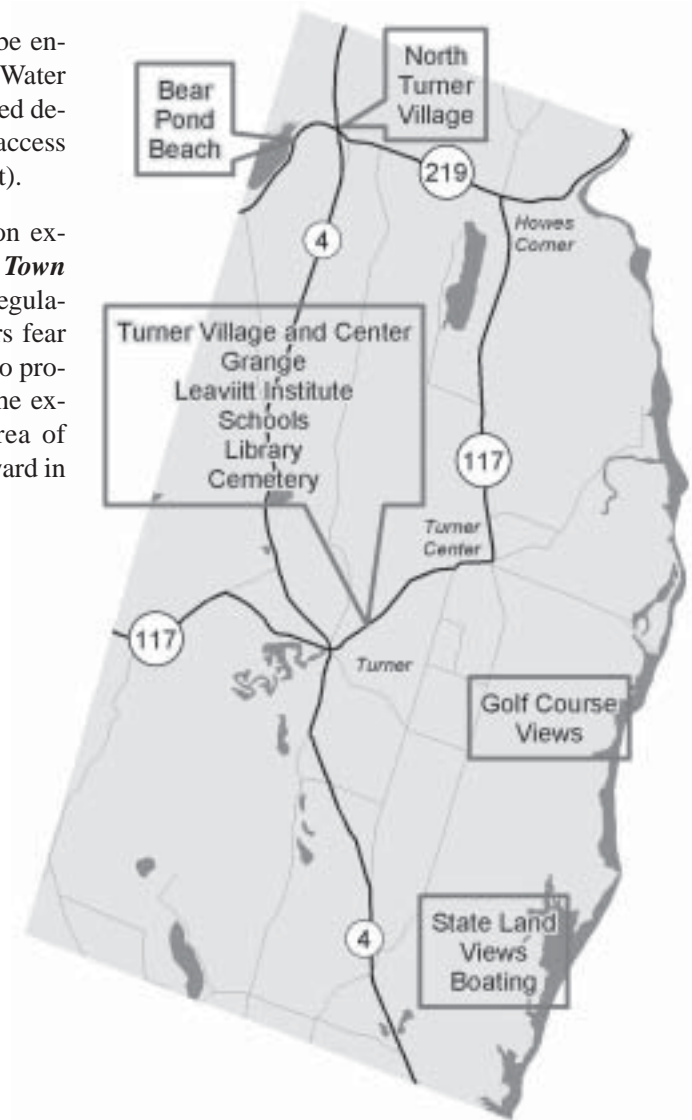 be en-
Water
ed de-
access
t).
on ex-
Town
egula-
rs fear
o pro-
he ex-
rea of
ward in
North
Turner
Village
Bear
Pond
Beach
219
4
Howes
Corner
Turner Village and Center
Grange
Leaviitt Institute
Schools
Library
Cemetery
117
Turner
Center
117
Turner
Golf Course
Views
State Land
Views
Boating
4